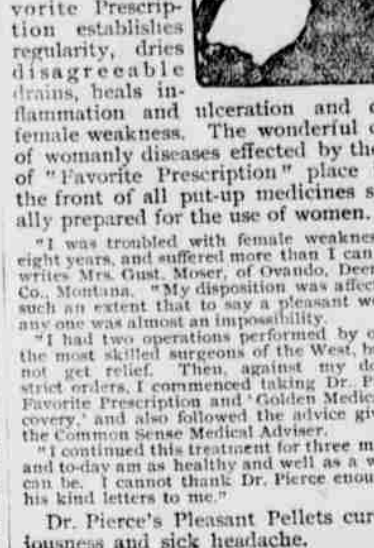 vorite Prescrip-
tion establishes
regularity, dries
disagreeable
drains, heals in-
flammation and ulceration and c
female weakness. The wonderful c
of womanly diseases effected by the
of "Favorite Prescription" place
the front of all put-up medicines s
ally prepared for the use of women.
"I was troubled with female weaknes
eight years, and suffered more than I can
writes Mrs. Gust. Moser, of Ovando, Deer
Co., Montana. "My disposition was affect
such an extent that to say a pleasant w
any one was almost an impossibility.
"I had two operations performed by o
the most skilled surgeons of the West, b
not get relief. Then, against my do
strict orders, I commenced taking Dr. P
Favorite Prescription and 'Golden Medic
covery,' and also followed the advice giv
the Common Sense Medical Adviser.
"I continued this treatment for three m
and to-day am as healthy and well as a w
can be. I cannot thank Dr. Pierce enou
his kind letters to me."
Dr. Pierce's Pleasant Pellets cur
iousness and sick headache.